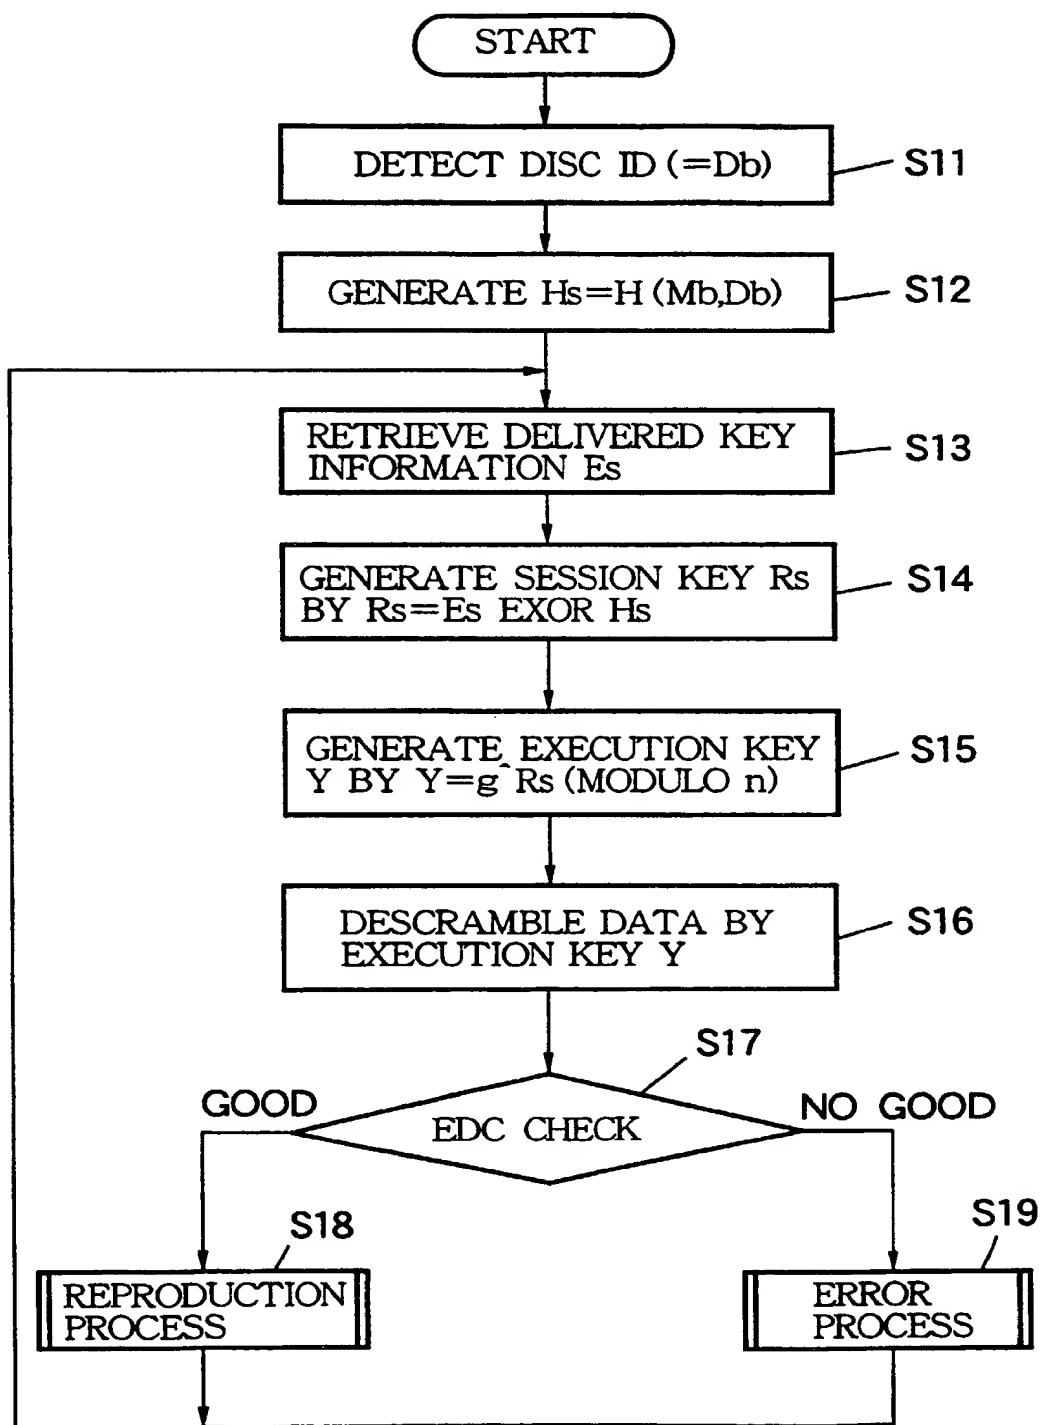 START
DETECT DISC ID (=Db)
S11
GENERATE Hs=H (Mb,Db)
S12
RETRIEVE DELIVERED KEY
INFORMATION Es
S13
GENERATE SESSION KEY Rs
BY Rs=Es EXOR Hs
S14
GENERATE EXECUTION KEY
Y BY Y=g^Rs (MODULO n)
S15
DESCRAMBLE DATA BY
EXECUTION KEY Y
S16
S17
GOOD
EDC CHECK
NO GOOD
S18
S19
REPRODUCTION
PROCESS
ERROR
PROCESS